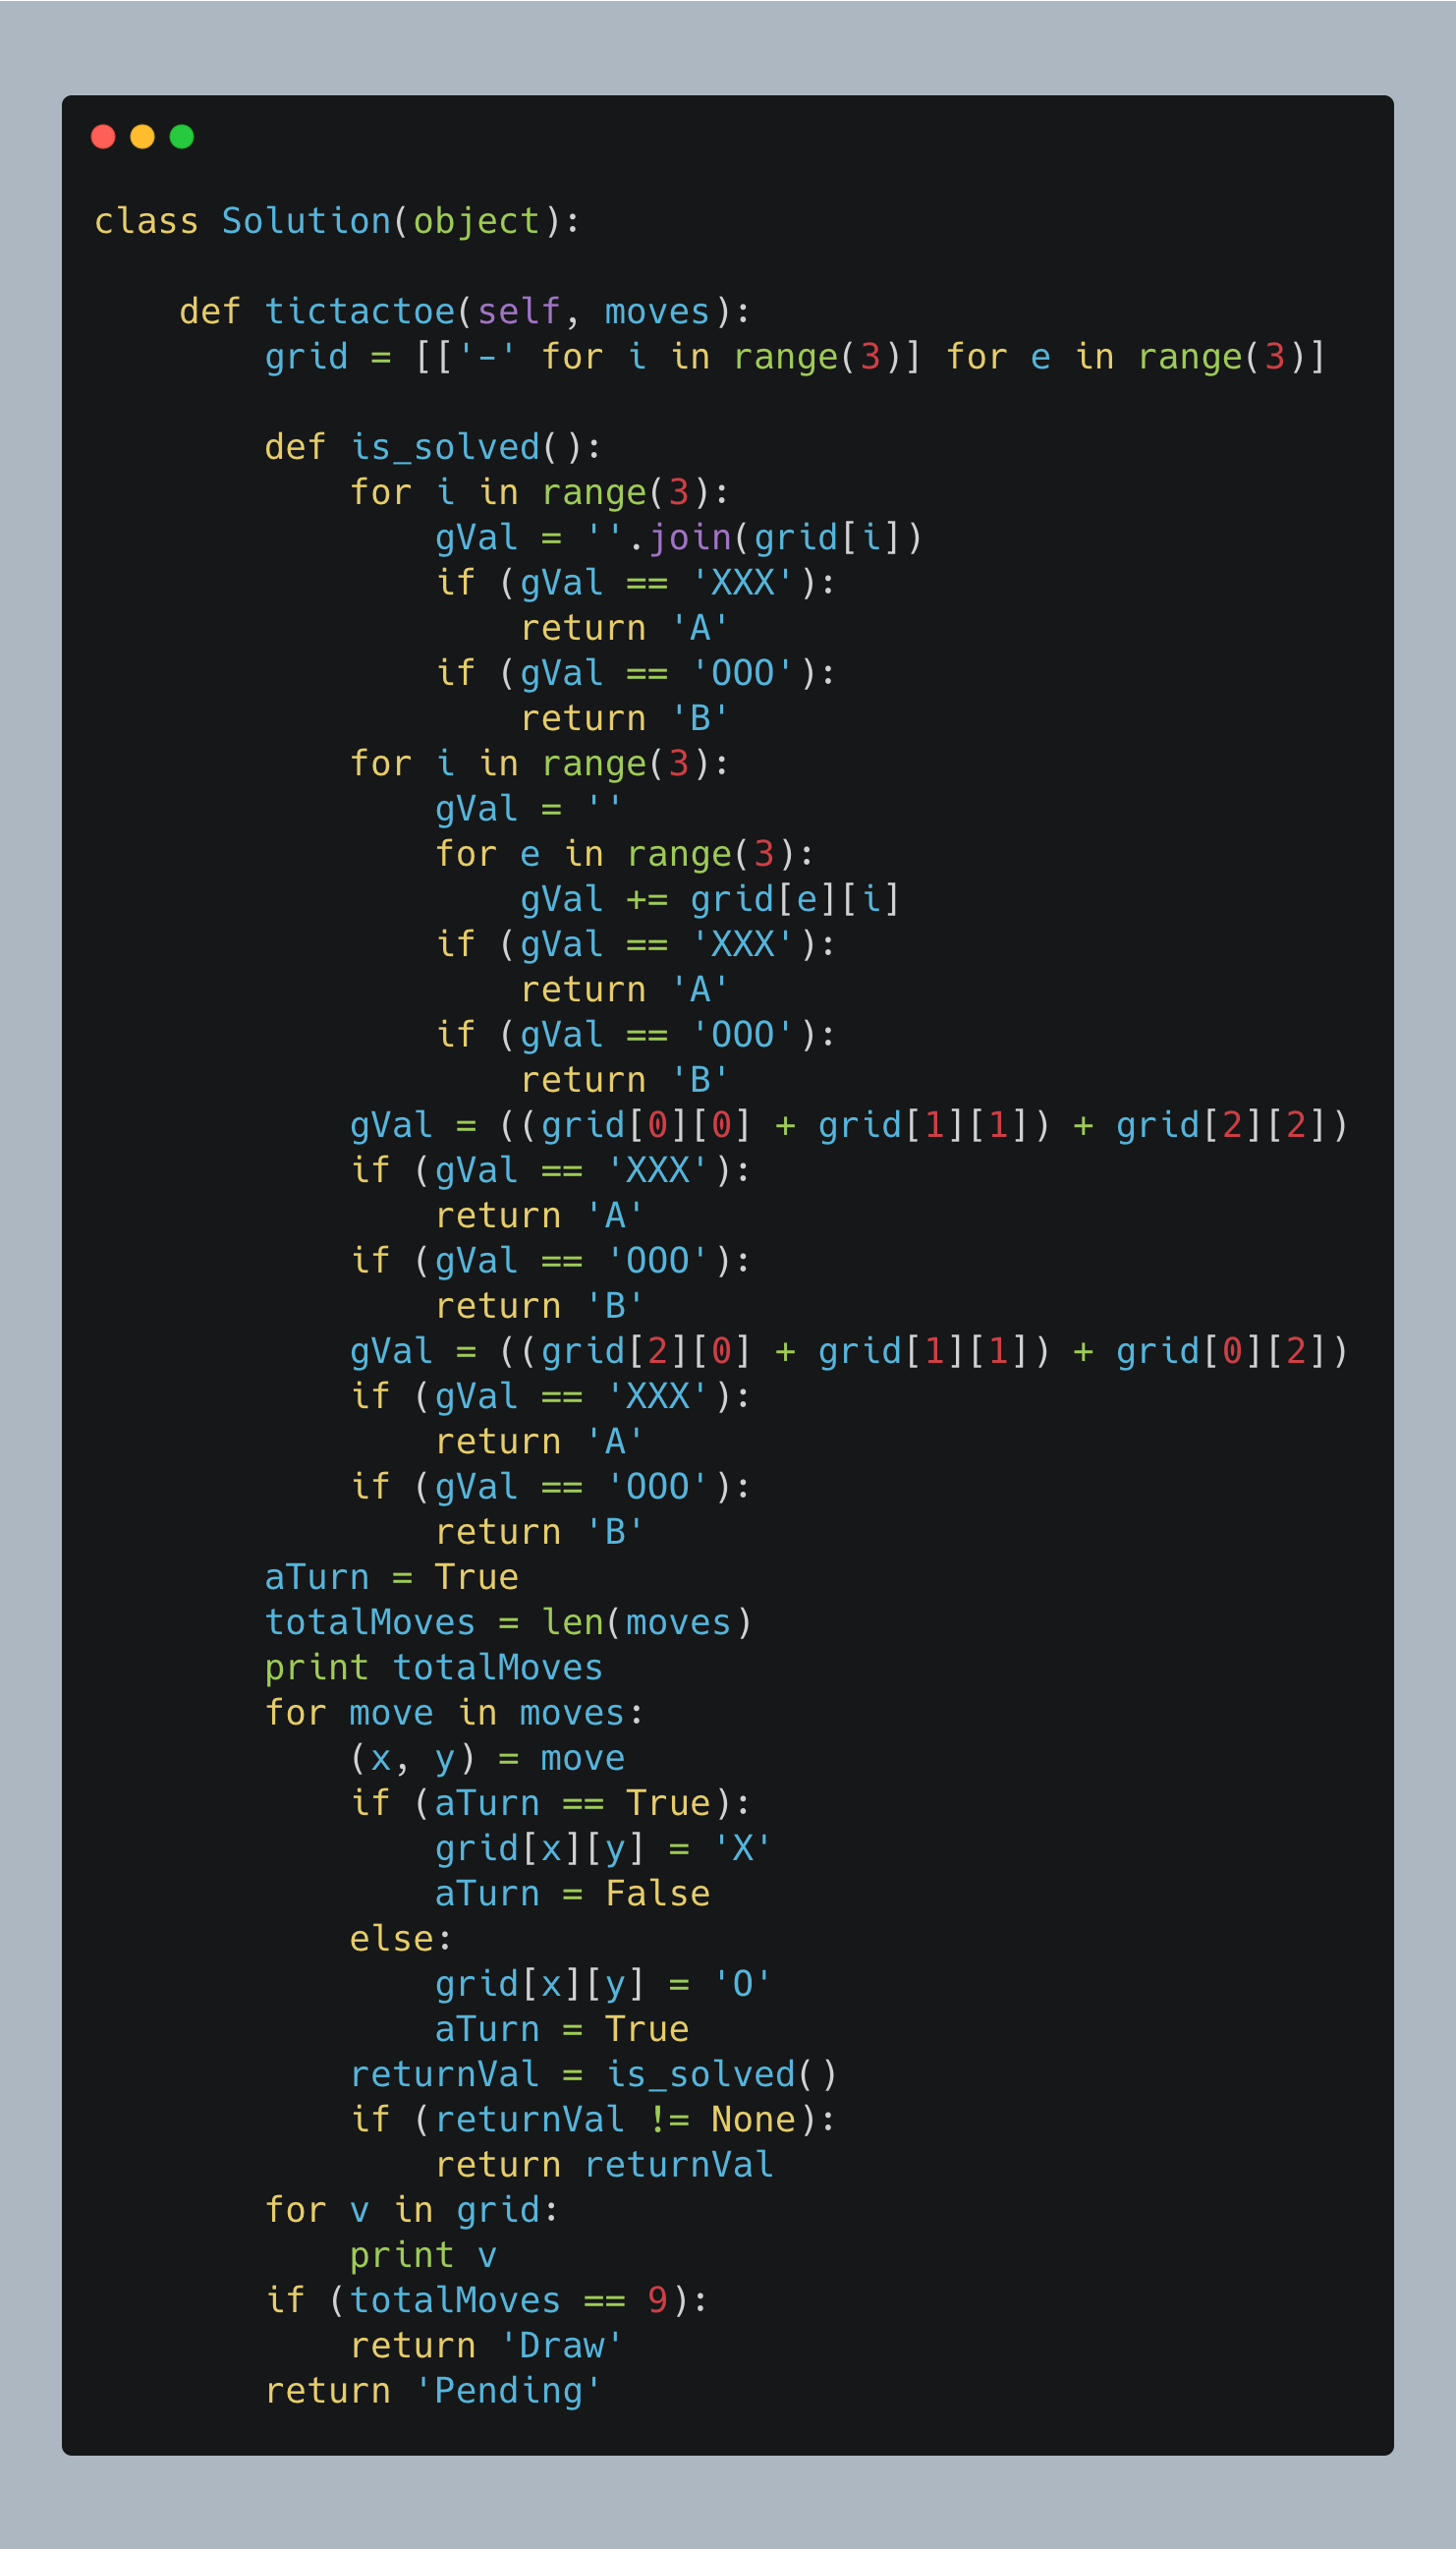 class Solution(object):

    def tictactoe(self, moves):
        grid = [['-' for i in range(3)] for e in range(3)]

        def is_solved():
            for i in range(3):
                gVal = ''.join(grid[i])
                if (gVal == 'XXX'):
                    return 'A'
                if (gVal == 'OOO'):
                    return 'B'
            for i in range(3):
                gVal = ''
                for e in range(3):
                    gVal += grid[e][i]
                if (gVal == 'XXX'):
                    return 'A'
                if (gVal == 'OOO'):
                    return 'B'
            gVal = ((grid[0][0] + grid[1][1]) + grid[2][2])
            if (gVal == 'XXX'):
                return 'A'
            if (gVal == 'OOO'):
                return 'B'
            gVal = ((grid[2][0] + grid[1][1]) + grid[0][2])
            if (gVal == 'XXX'):
                return 'A'
            if (gVal == 'OOO'):
                return 'B'
        aTurn = True
        totalMoves = len(moves)
        print totalMoves
        for move in moves:
            (x, y) = move
            if (aTurn == True):
                grid[x][y] = 'X'
                aTurn = False
            else:
                grid[x][y] = 'O'
                aTurn = True
            returnVal = is_solved()
            if (returnVal != None):
                return returnVal
        for v in grid:
            print v
        if (totalMoves == 9):
            return 'Draw'
        return 'Pending'